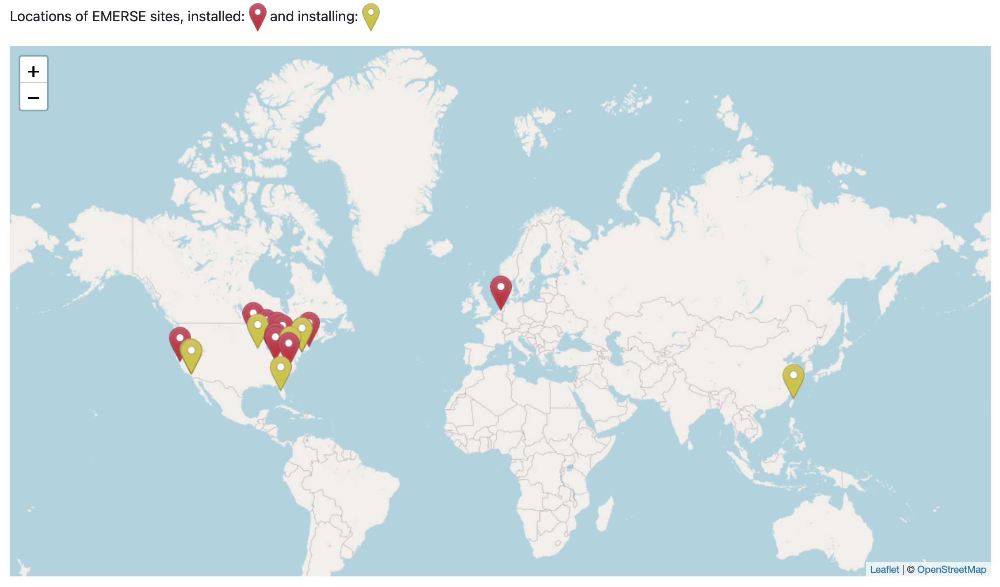 Locations of EMERSE sites, installed: and installing:
+
−
Leaflet | © OpenStreetMap